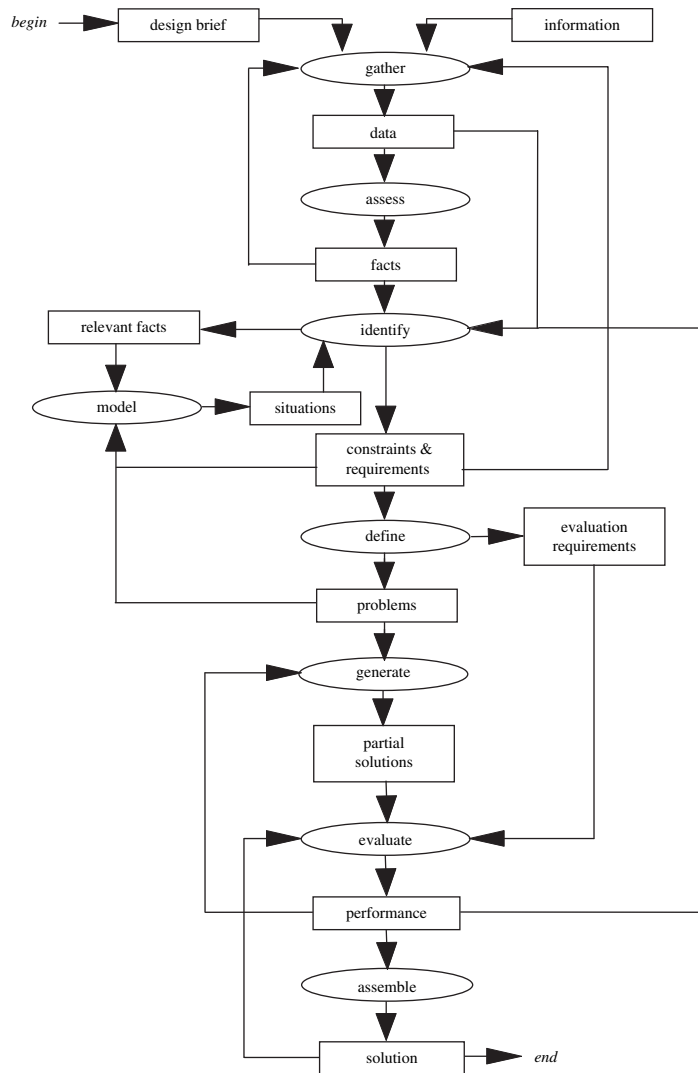 begin
design brief
information
gather
data
assess
facts
relevant facts
identify
model
situations
constraints &
requirements
define
evaluation
requirements
problems
generate
partial
solutions
evaluate
performance
assemble
solution
end